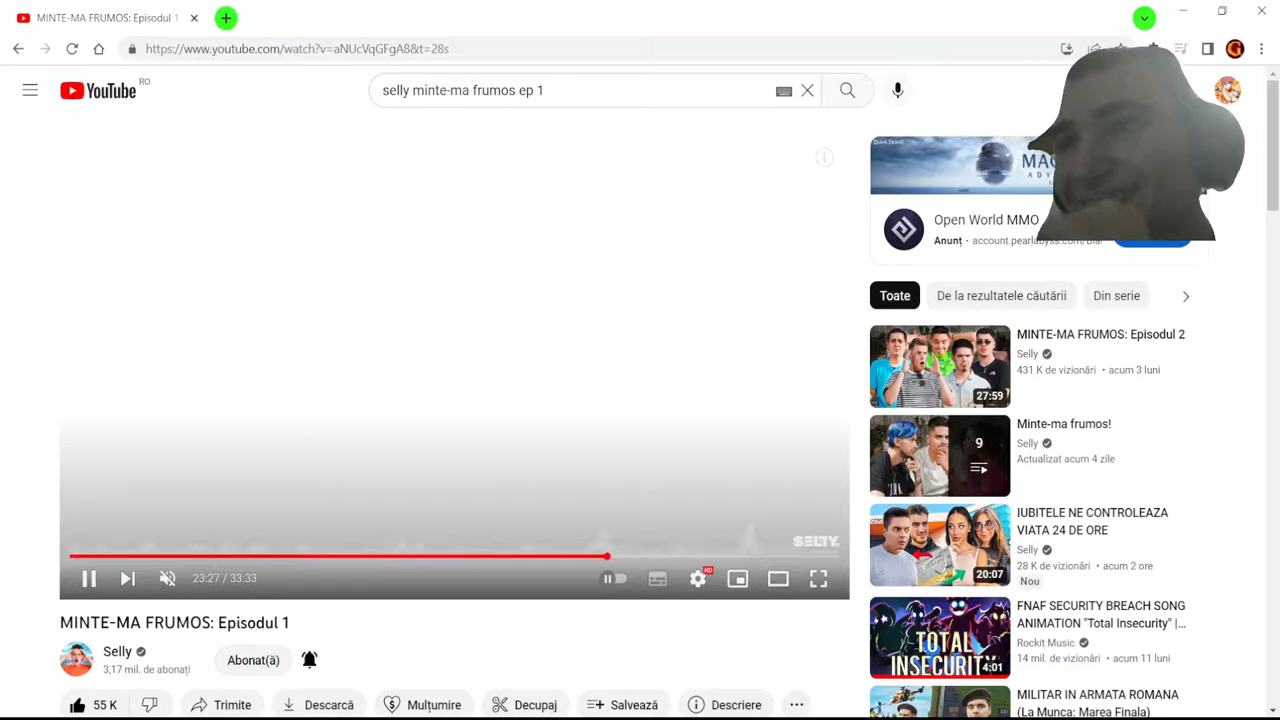 MINTE-MA FRUMOS: Episodul 1
https://www.youtube.com/watch?v=aNUcVqGFgA8&t=28s
YouTube RO
selly minte-ma frumos ep 1
Open World MMO
Anunț
Toate
De la rezultatele căutării
Din serie
MINTE-MA FRUMOS: Episodul 2
Selly
431 K de vizionări • acum 3 luni
27:59
Minte-ma frumos!
Selly
Actualizat acum 4 zile
9
IUBITELE NE CONTROLEAZA
VIATA 24 DE ORE
Selly
28 K de vizionări • acum 2 ore
Nou
20:07
FNAF SECURITY BREACH SONG
ANIMATION "Total Insecurity" |...
Rockit Music
14 mil. de vizionări • acum 11 luni
TOTAL
INSECURITY
4:01
MILITAR IN ARMATA ROMANA
(La Munca: Marea Finala)
SELLY
23:27 / 33:33
HD
MINTE-MA FRUMOS: Episodul 1
Selly
3,17 mil. de abonați
Abonat(ă)
55 K
Trimite
Descarcă
Mulțumire
Decupaj
Salvează
Descriere